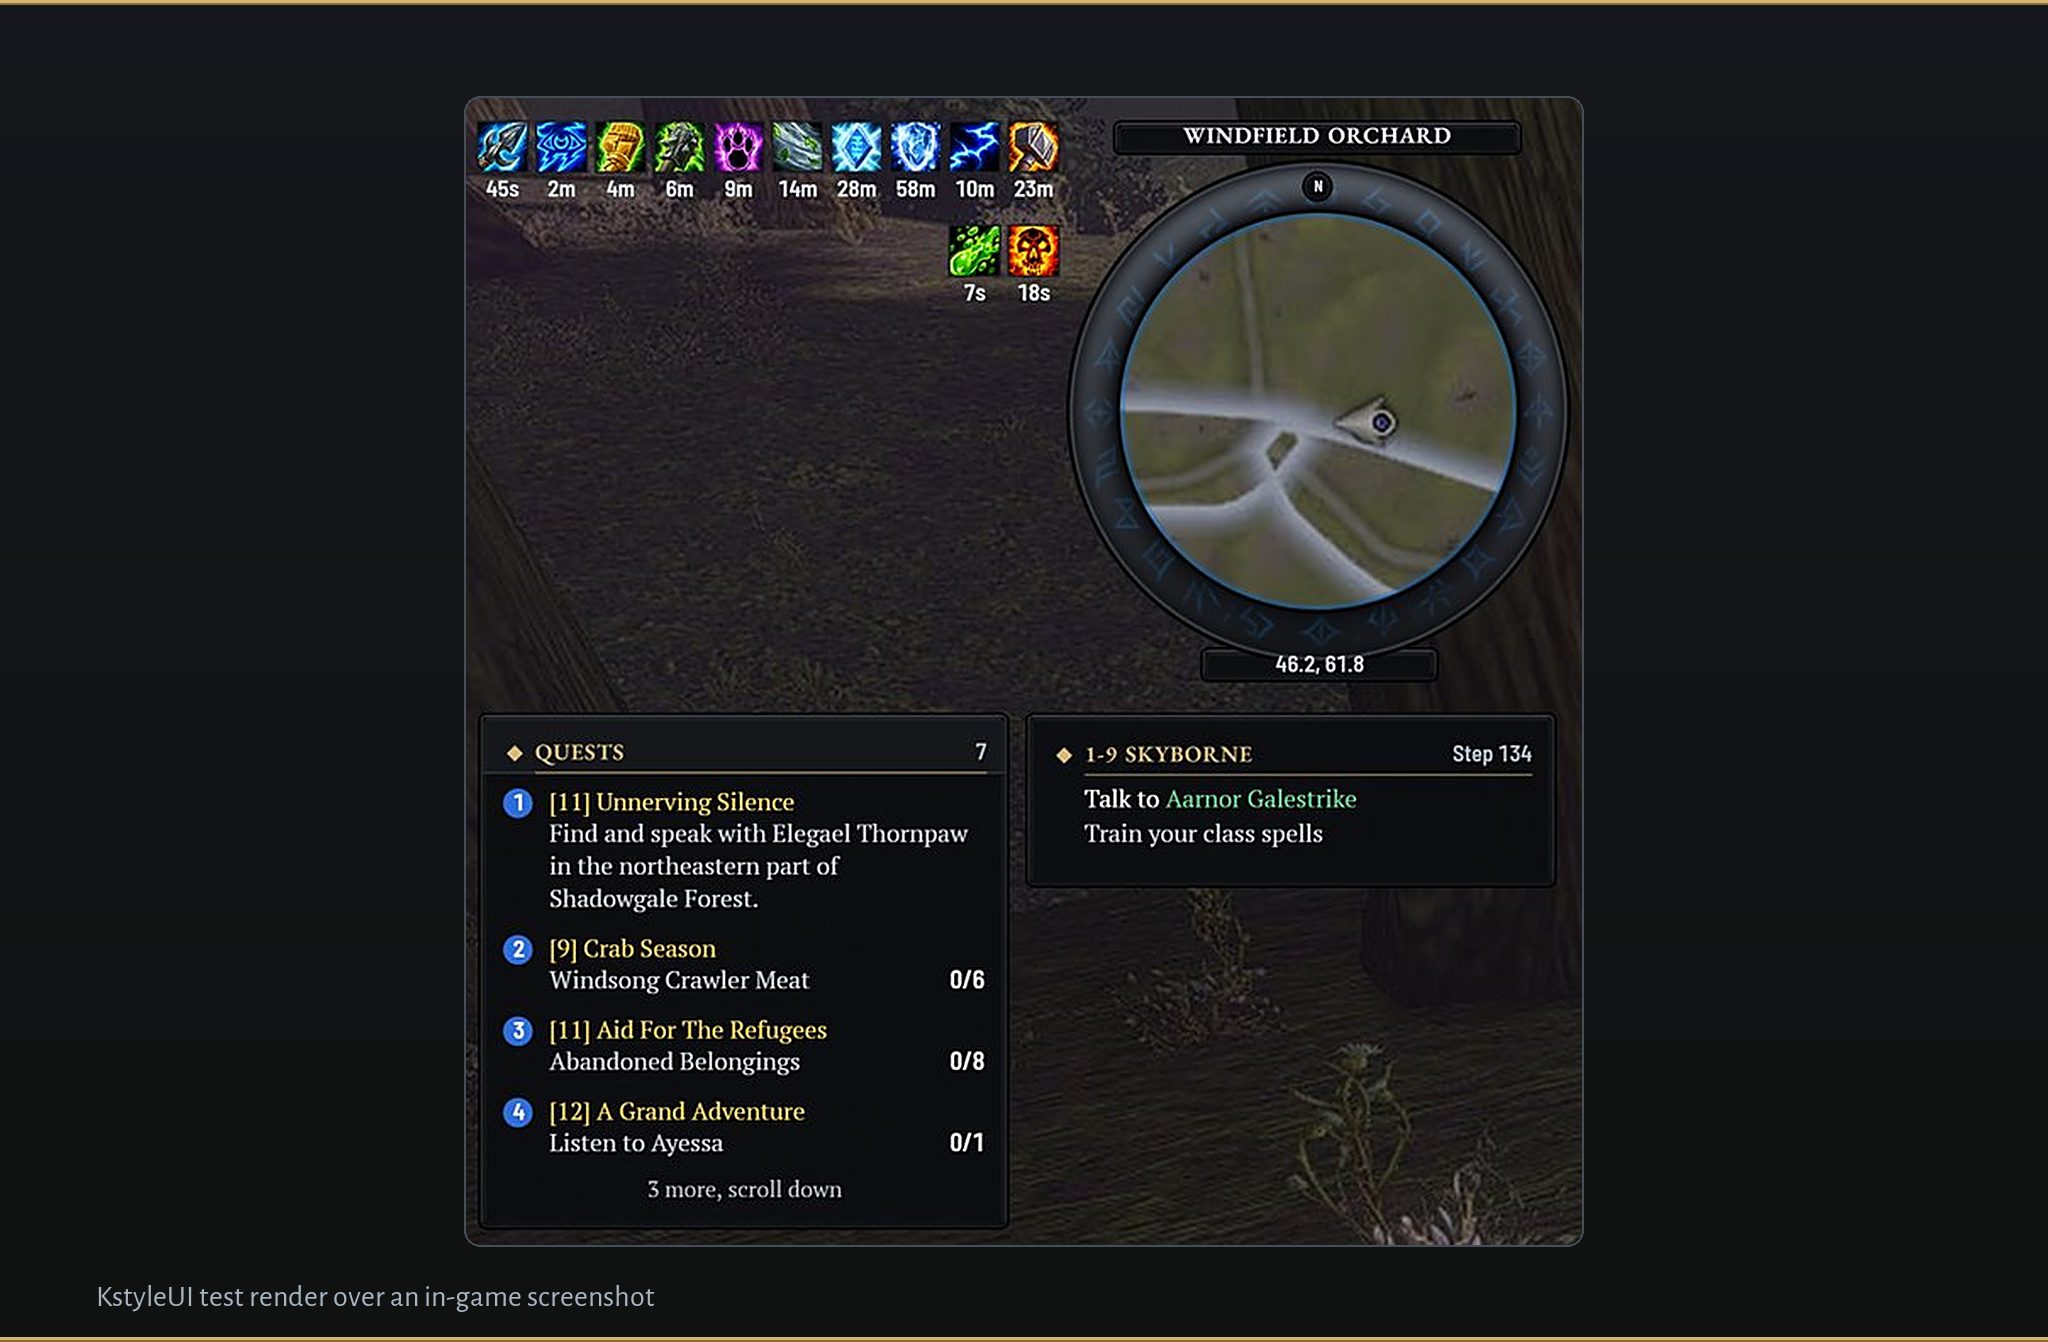 45s 2m 4m 6m 9m 14m 28m 58m 10m 23m
7s 18s
WINDFIELD ORCHARD
N
46.2, 61.8
QUESTS 7
1 [11] Unnerving Silence
Find and speak with Elegael Thornpaw
in the northeastern part of
Shadowgale Forest.
2 [9] Crab Season
Windsong Crawler Meat 0/6
3 [11] Aid For The Refugees
Abandoned Belongings 0/8
4 [12] A Grand Adventure
Listen to Ayessa 0/1
3 more, scroll down
1-9 SKYBORNE Step 134
Talk to Aarnor Galestrike
Train your class spells
KstyleUI test render over an in-game screenshot